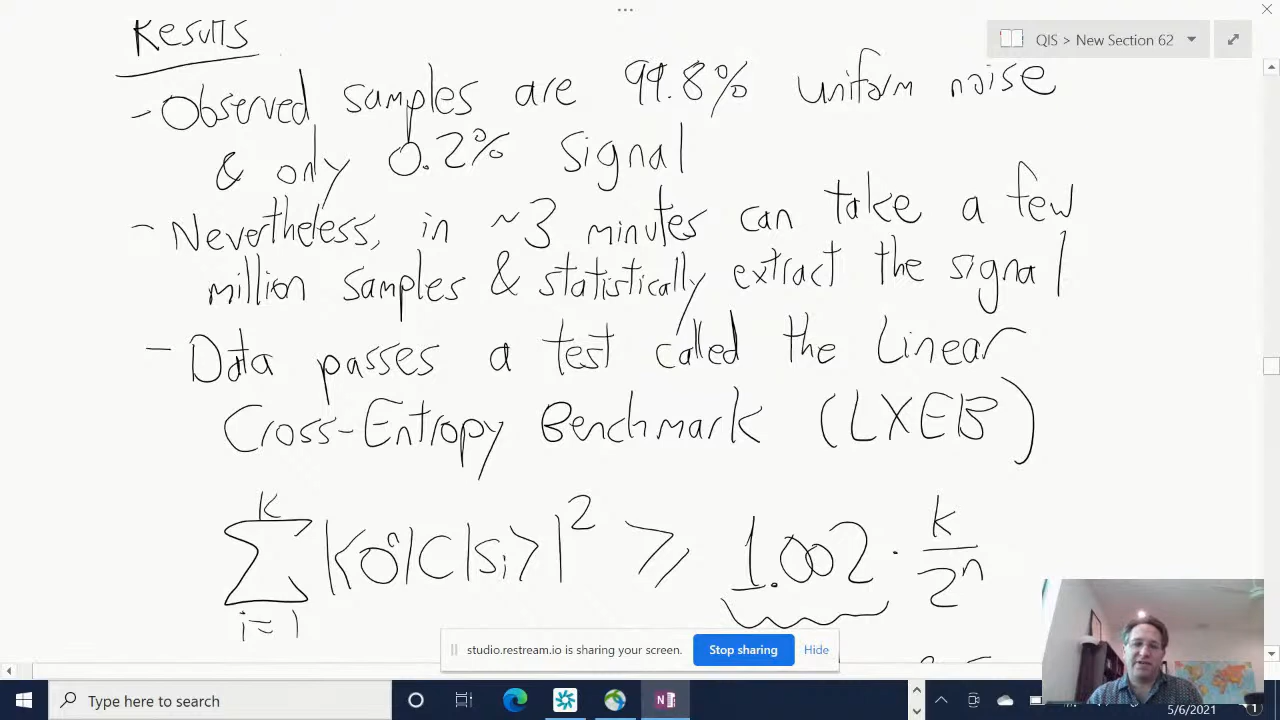 Results
QIS > New Section 62
- Observed samples are 99.8% uniform noise
& only 0.2% signal
- Nevertheless, in ~3 minutes can take a few
million samples & statistically extract the signal
- Data passes a test called the Linear
Cross-Entropy Benchmark (LXEB)
k
∑ |<0ⁿ|C|sᵢ>|² ≥ 1.002 · k/2ⁿ
i=1
studio.restream.io is sharing your screen. Stop sharing Hide
Type here to search
5/6/2021 1